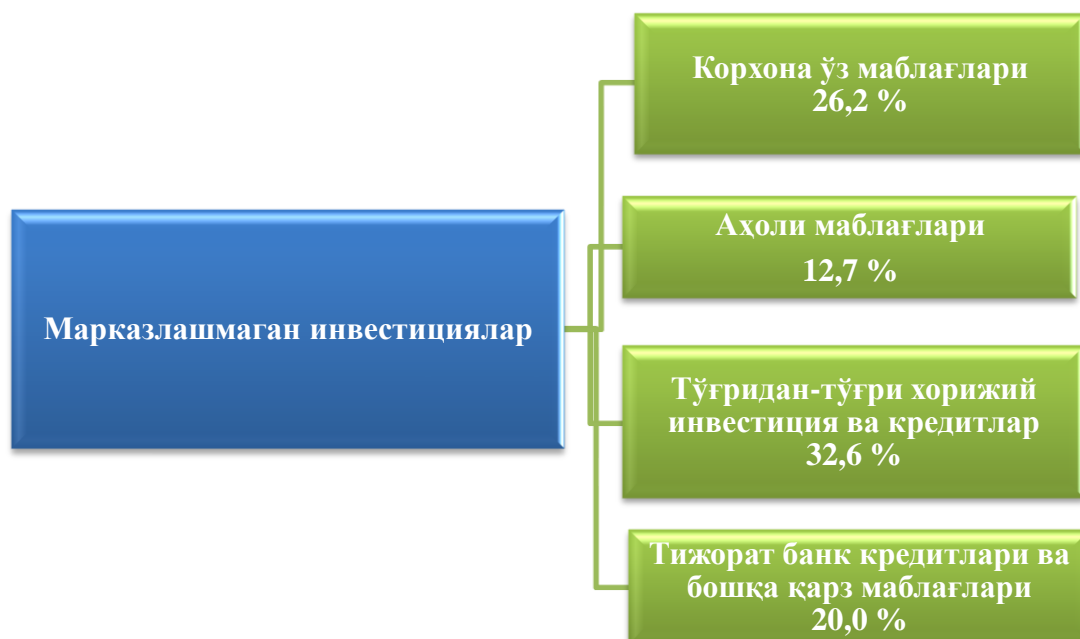 Корхона ўз маблағлари
26,2 %
Аҳоли маблағлари
12,7 %
Марказлашмаган инвестициялар
Тўғридан-тўғри хорижий
инвестиция ва кредитлар
32,6 %
Тижорат банк кредитлари ва
бошқа қарз маблағлари
20,0 %